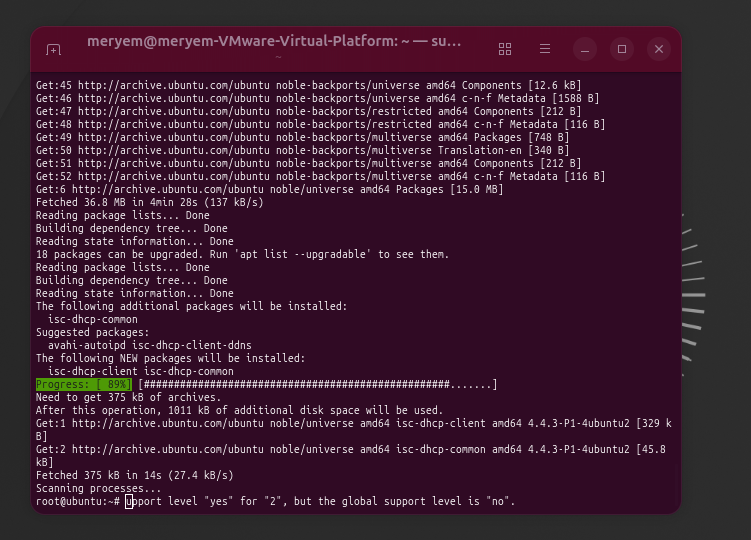 meryem@meryem-VMware-Virtual-Platform: ~ — su...
~
Get:45 http://archive.ubuntu.com/ubuntu noble-backports/universe amd64 Components [12.6 kB]
Get:46 http://archive.ubuntu.com/ubuntu noble-backports/universe amd64 c-n-f Metadata [1588 B]
Get:47 http://archive.ubuntu.com/ubuntu noble-backports/restricted amd64 Components [212 B]
Get:48 http://archive.ubuntu.com/ubuntu noble-backports/restricted amd64 c-n-f Metadata [116 B]
Get:49 http://archive.ubuntu.com/ubuntu noble-backports/multiverse amd64 Packages [748 B]
Get:50 http://archive.ubuntu.com/ubuntu noble-backports/multiverse Translation-en [340 B]
Get:51 http://archive.ubuntu.com/ubuntu noble-backports/multiverse amd64 Components [212 B]
Get:52 http://archive.ubuntu.com/ubuntu noble-backports/multiverse amd64 c-n-f Metadata [116 B]
Get:6 http://archive.ubuntu.com/ubuntu noble/universe amd64 Packages [15.0 MB]
Fetched 36.8 MB in 4min 28s (137 kB/s)
Reading package lists... Done
Building dependency tree... Done
Reading state information... Done
18 packages can be upgraded. Run 'apt list --upgradable' to see them.
Reading package lists... Done
Building dependency tree... Done
Reading state information... Done
The following additional packages will be installed:
  isc-dhcp-common
Suggested packages:
  avahi-autoipd isc-dhcp-client-ddns
The following NEW packages will be installed:
  isc-dhcp-client isc-dhcp-common
Progress: [ 89%] [###################################################.......]
Need to get 375 kB of archives.
After this operation, 1011 kB of additional disk space will be used.
Get:1 http://archive.ubuntu.com/ubuntu noble/universe amd64 isc-dhcp-client amd64 4.4.3-P1-4ubuntu2 [329 k
B]
Get:2 http://archive.ubuntu.com/ubuntu noble/universe amd64 isc-dhcp-common amd64 4.4.3-P1-4ubuntu2 [45.8
kB]
Fetched 375 kB in 14s (27.4 kB/s)
Scanning processes...
root@ubuntu:~# upport level "yes" for "2", but the global support level is "no".